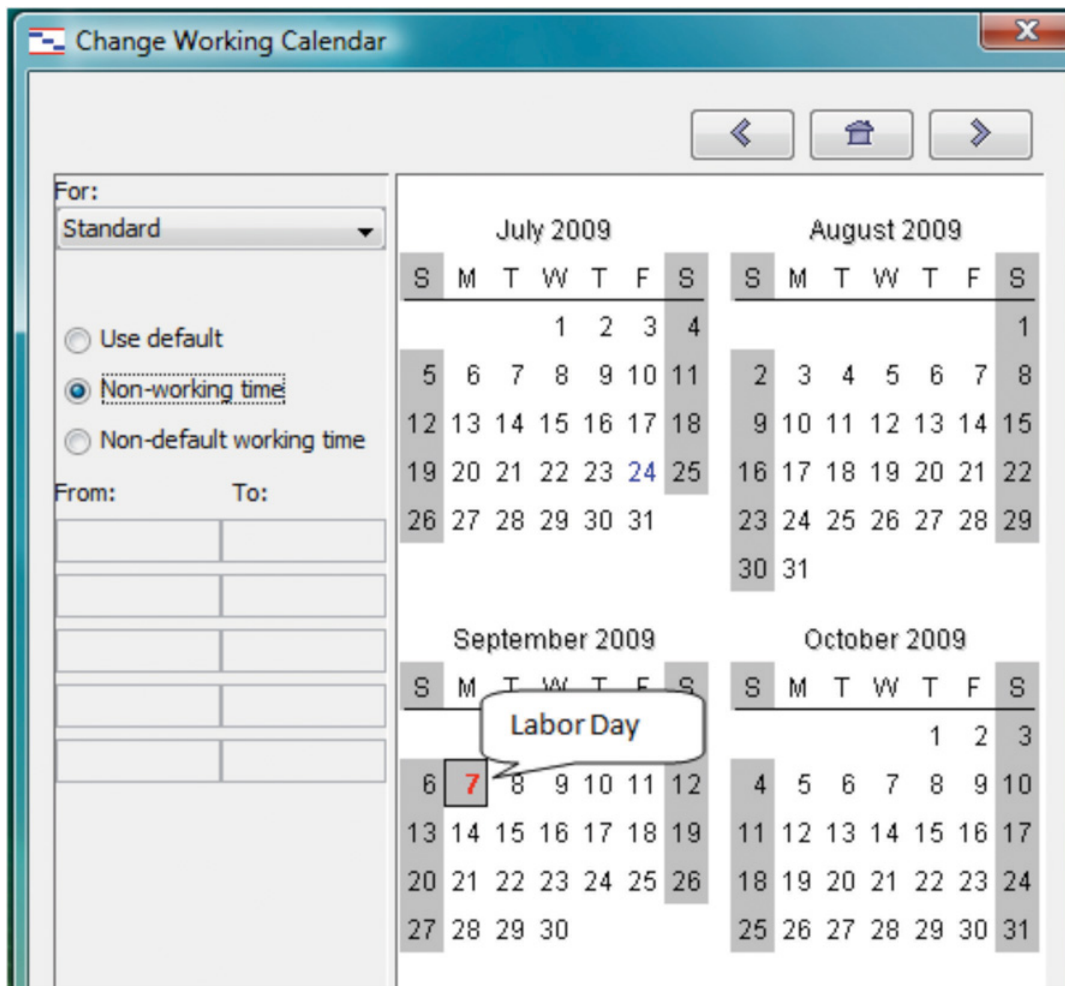 Change Working Calendar
For:
Standard
Use default
Non-working time
Non-default working time
From: To:
July 2009
S M T W T F S
1 2 3 4
5 6 7 8 9 10 11
12 13 14 15 16 17 18
19 20 21 22 23 24 25
26 27 28 29 30 31
August 2009
S M T W T F S
1
2 3 4 5 6 7 8
9 10 11 12 13 14 15
16 17 18 19 20 21 22
23 24 25 26 27 28 29
30 31
September 2009
S M T W T F S
Labor Day
6 7 8 9 10 11 12
13 14 15 16 17 18 19
20 21 22 23 24 25 26
27 28 29 30
October 2009
S M T W T F S
1 2 3
4 5 6 7 8 9 10
11 12 13 14 15 16 17
18 19 20 21 22 23 24
25 26 27 28 29 30 31